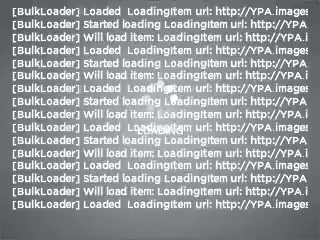 [BulkLoader] Loaded LoadingItem url: http://YPA.images
[BulkLoader] Started loading LoadingItem url: http://YPA
[BulkLoader] Will load item: LoadingItem url: http://YPA.i
[BulkLoader] Loaded LoadingItem url: http://YPA.images
[BulkLoader] Started loading LoadingItem url: http://YPA
[BulkLoader] Will load item: LoadingItem url: http://YPA.i
[BulkLoader] Loaded LoadingItem url: http://YPA.images
[BulkLoader] Started loading LoadingItem url: http://YPA
[BulkLoader] Will load item: LoadingItem url: http://YPA.i
[BulkLoader] Loaded LoadingItem url: http://YPA.images
LOADING
[BulkLoader] Started loading LoadingItem url: http://YPA
[BulkLoader] Will load item: LoadingItem url: http://YPA.i
[BulkLoader] Loaded LoadingItem url: http://YPA.images
[BulkLoader] Started loading LoadingItem url: http://YPA
[BulkLoader] Will load item: LoadingItem url: http://YPA.i
[BulkLoader] Loaded LoadingItem url: http://YPA.images